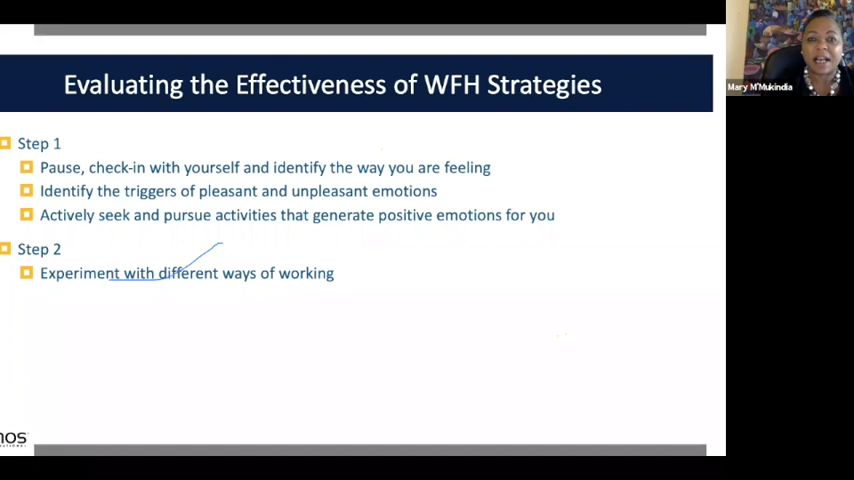 Evaluating the Effectiveness of WFH Strategies
Mary M'Mukindia
Step 1
Pause, check-in with yourself and identify the way you are feeling
Identify the triggers of pleasant and unpleasant emotions
Actively seek and pursue activities that generate positive emotions for you
Step 2
Experiment with different ways of working
nos